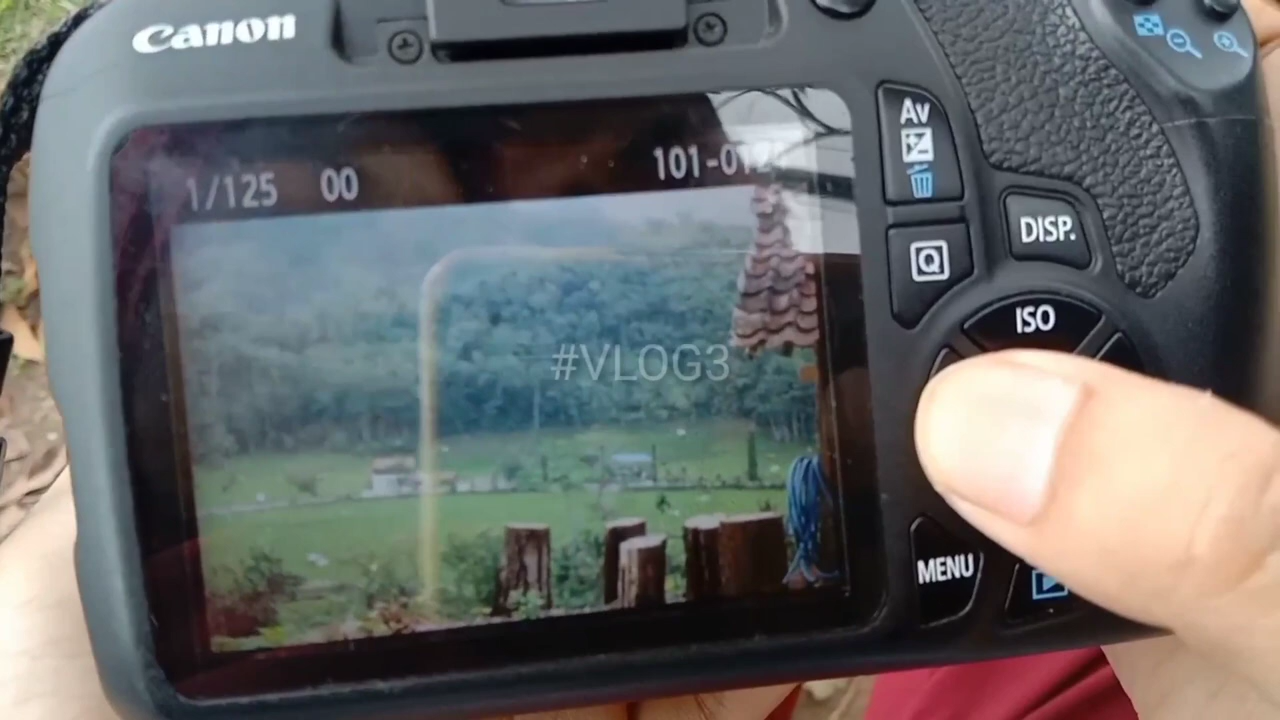 Canon
1/125 00
Av
DISP.
Q
ISO
#VLOG3
MENU